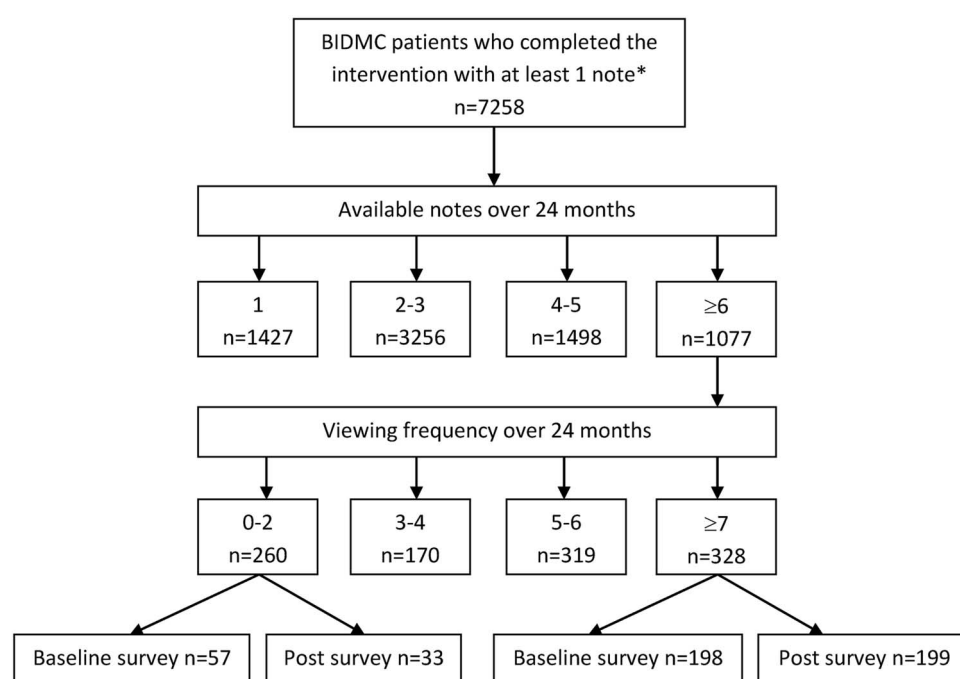 BIDMC patients who completed the
intervention with at least 1 note*
n=7258
Available notes over 24 months
1
n=1427
2-3
n=3256
4-5
n=1498
≥6
n=1077
Viewing frequency over 24 months
0-2
n=260
3-4
n=170
5-6
n=319
≥7
n=328
Baseline survey n=57
Post survey n=33
Baseline survey n=198
Post survey n=199